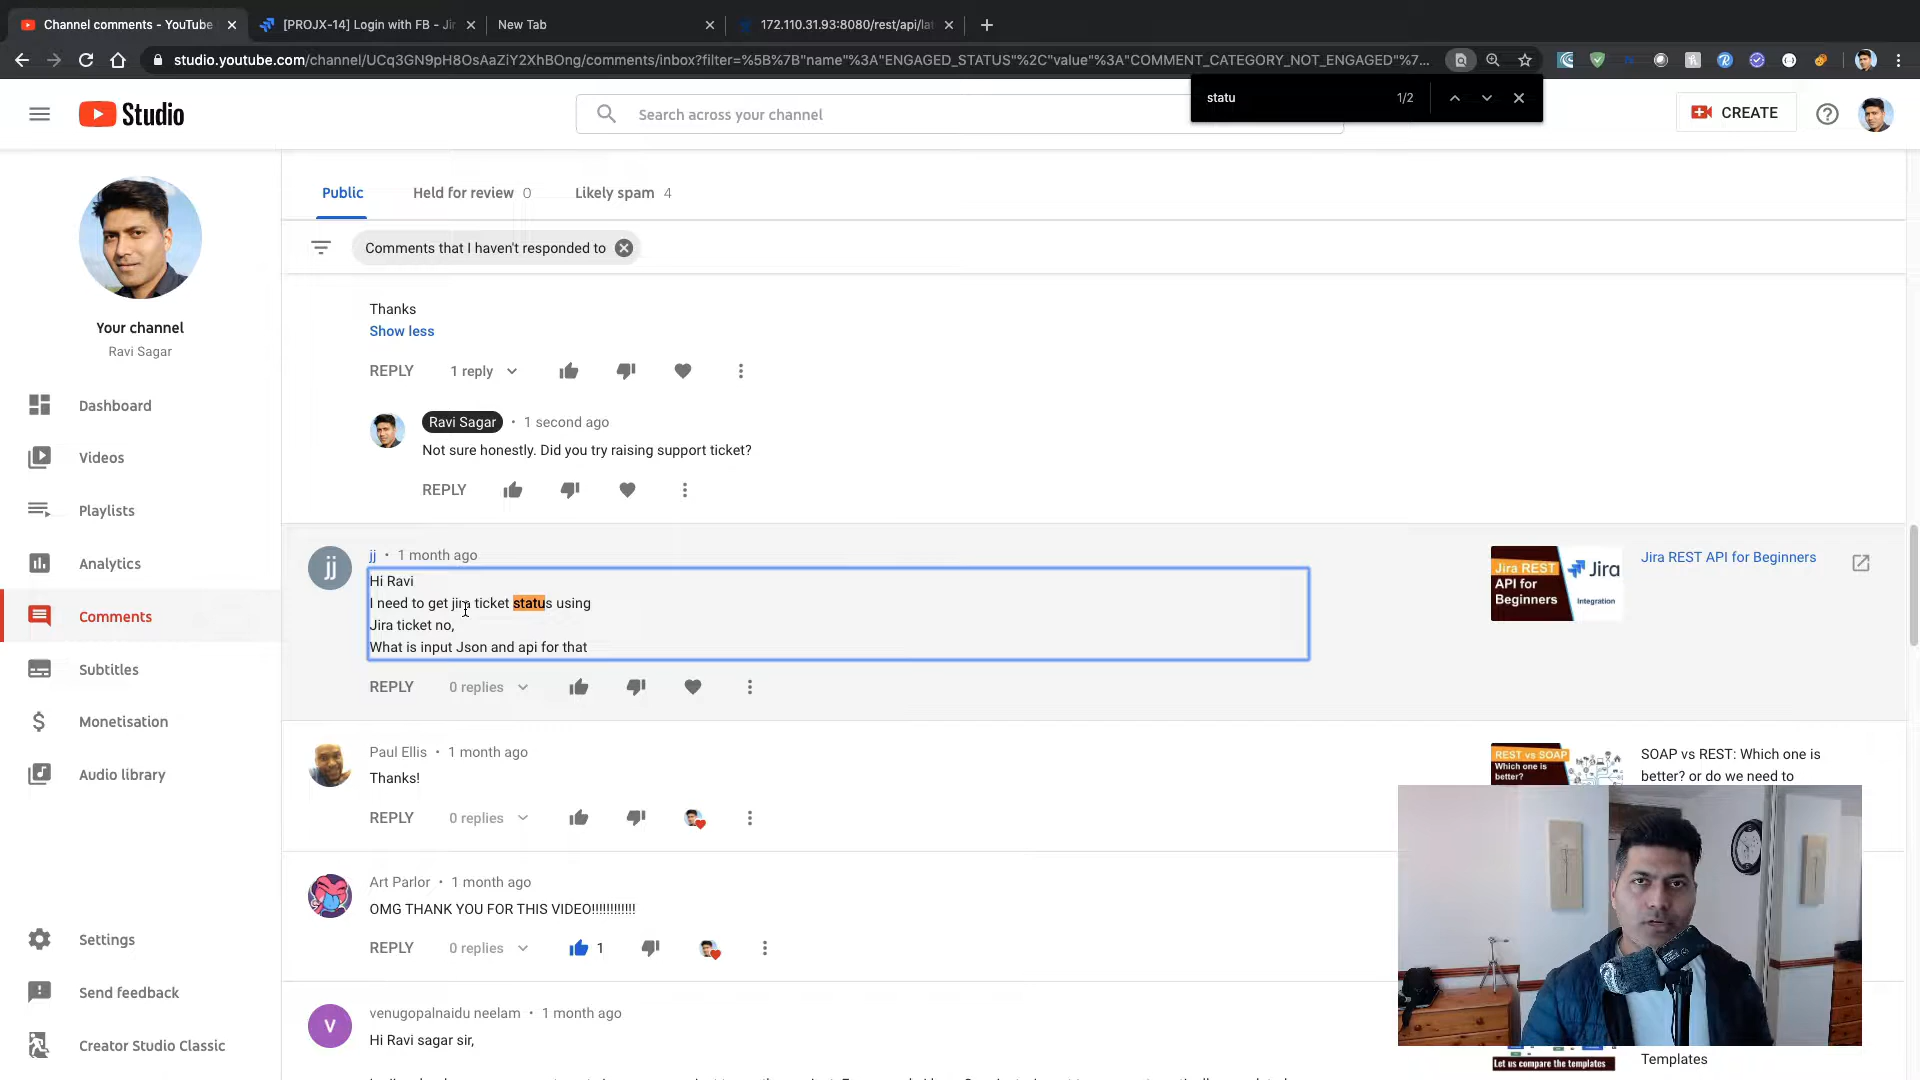 Channel comments - YouTube
[PROJX-14] Login with FB - Jir
New Tab
172.110.31.93:8080/rest/api/lat
studio.youtube.com/channel/UCq3GN9pH8OsAaZiY2XhBOng/comments/inbox?filter=%5B%7B"name"%3A"ENGAGED_STATUS"%2C"value"%3A"COMMENT_CATEGORY_NOT_ENGAGED"%7...
statu
1/2
Studio
Search across your channel
CREATE
Public
Held for review 0
Likely spam 4
Comments that I haven't responded to
Your channel
Ravi Sagar
Dashboard
Videos
Playlists
Analytics
Comments
Subtitles
Monetisation
Audio library
Settings
Send feedback
Creator Studio Classic
Thanks
Show less
REPLY 1 reply
Ravi Sagar • 1 second ago
Not sure honestly. Did you try raising support ticket?
REPLY
jj
jj • 1 month ago
Hi Ravi
I need to get jira ticket status using
Jira ticket no,
What is input Json and api for that
REPLY 0 replies
Jira REST
API for
Beginners
Jira
Integration
Jira REST API for Beginners
Paul Ellis • 1 month ago
Thanks!
REPLY 0 replies
REST vs SOAP
Which one is
better?
SOAP vs REST: Which one is
better? or do we need to
Art Parlor • 1 month ago
OMG THANK YOU FOR THIS VIDEO!!!!!!!!!!!!
REPLY 0 replies 1
V
venugopalnaidu neelam • 1 month ago
Hi Ravi sagar sir,
Let us compare the templates
Templates